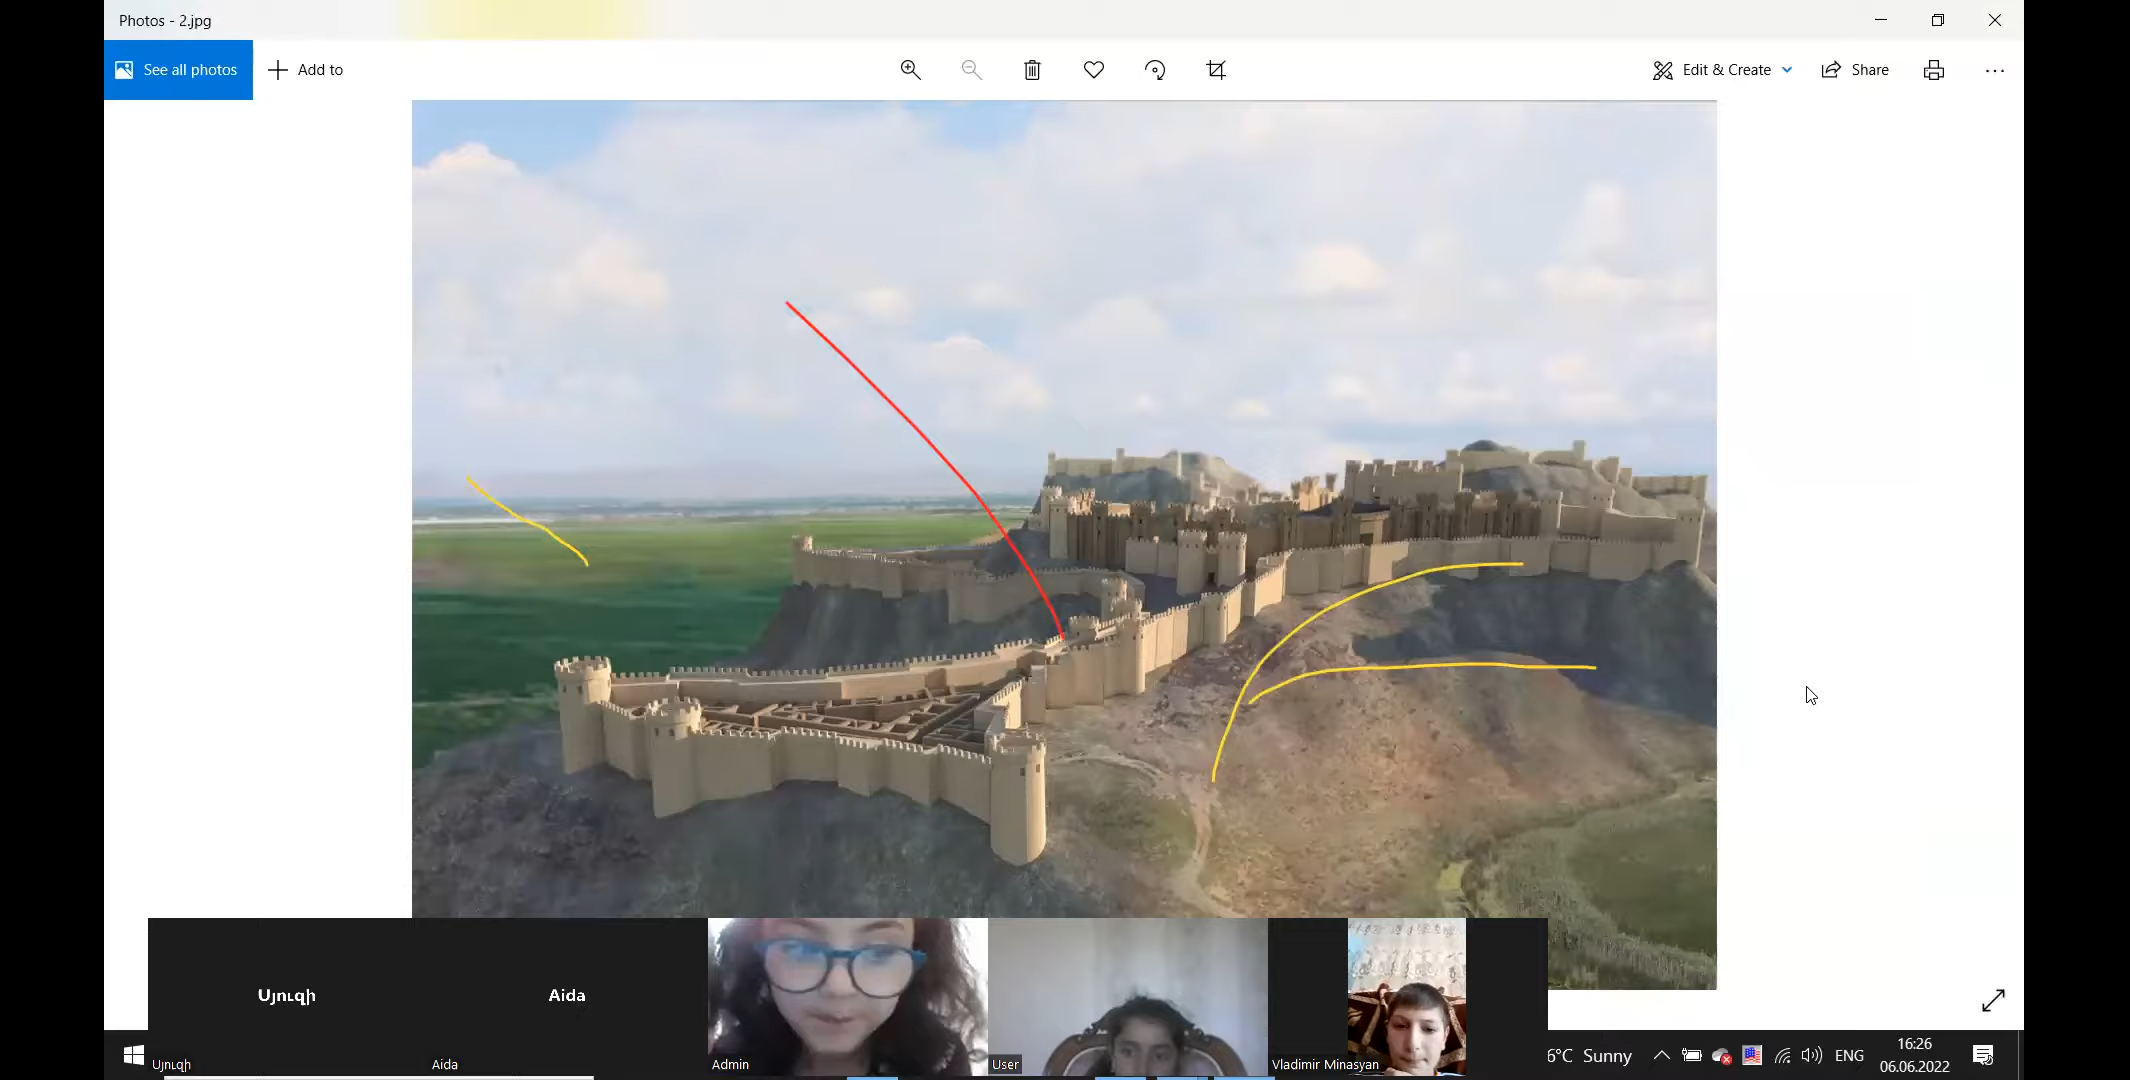 Photos - 2.jpg
See all photos
Add to
Edit & Create
Share
Սյուզի
Aida
Սյուզի
Aida
Admin
User
Vladimir Minasyan
6°C Sunny
ENG
16:26
06.06.2022